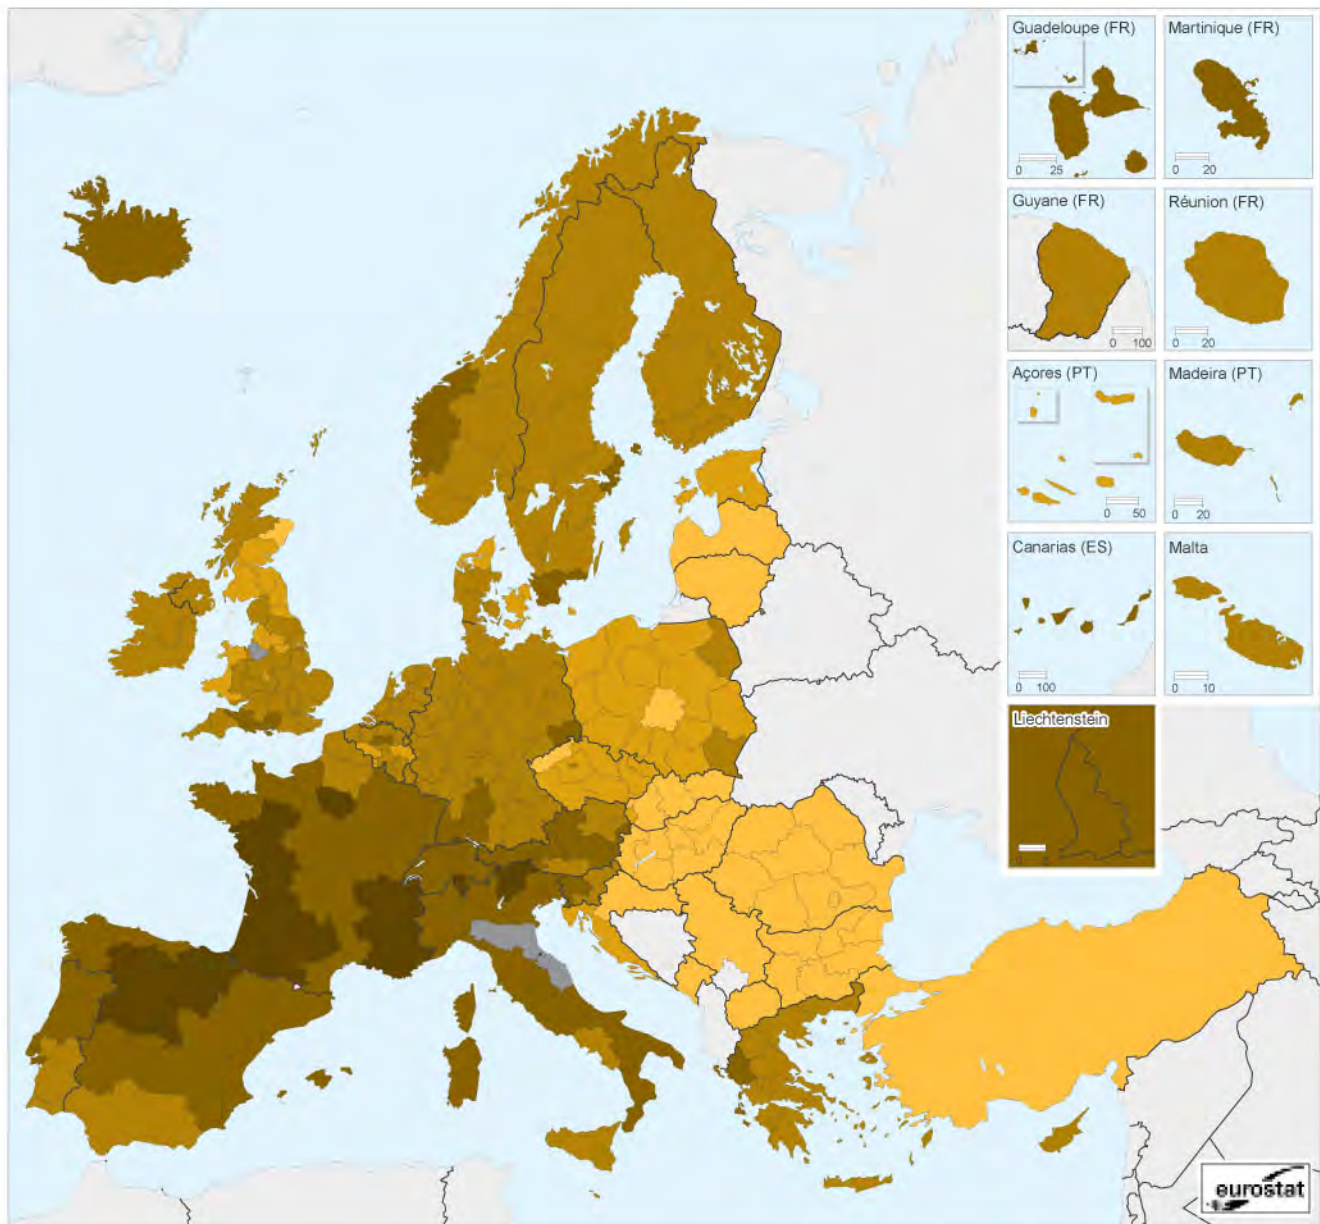 Guadeloupe (FR)
Martinique (FR)
0 25
0 20
Guyane (FR)
Réunion (FR)
0 100
0 20
Açores (PT)
Madeira (PT)
0 50
0 20
Canarias (ES)
Malta
0 100
0 10
Liechtenstein
eurostat